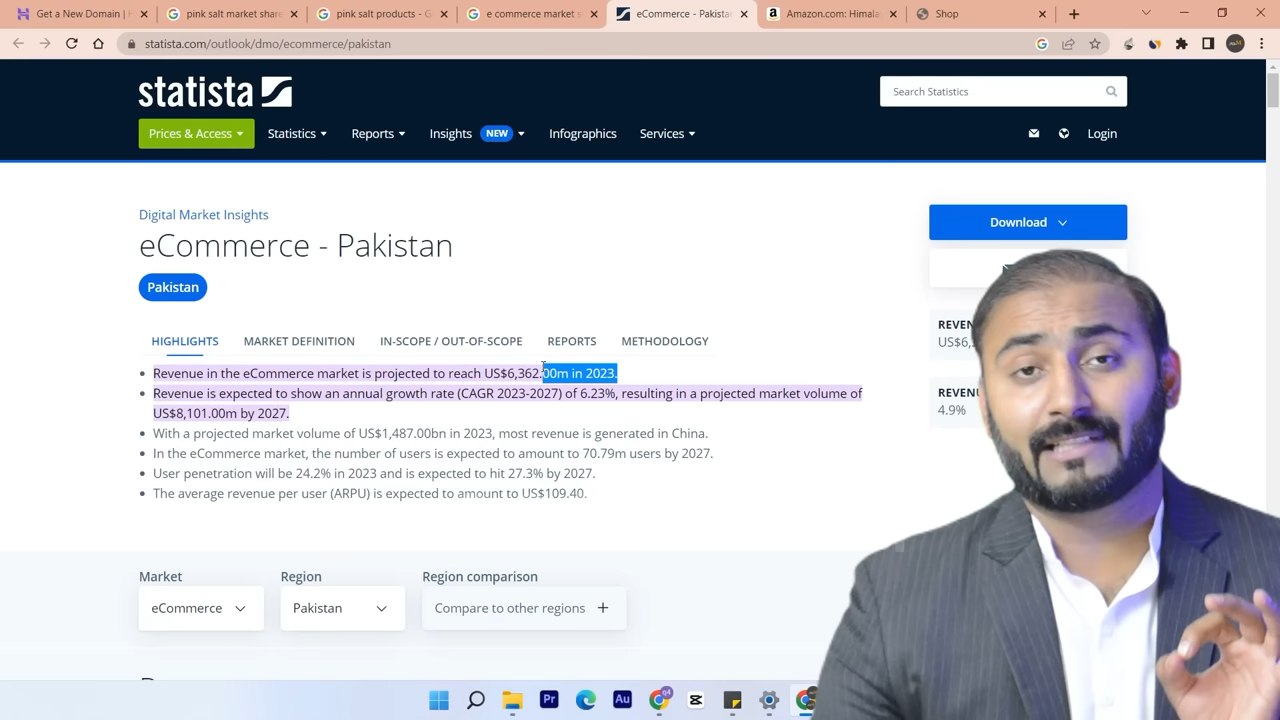 Get a New Domain |
pink salt market share
pink salt products - G
e commerce market s
eCommerce - Pakistan
Amazon.com: Himala
Shop
statista.com/outlook/dmo/ecommerce/pakistan
statista
Search Statistics
Prices & Access
Statistics
Reports
Insights
NEW
Infographics
Services
Login
Digital Market Insights
eCommerce - Pakistan
Download
Pakistan
HIGHLIGHTS
MARKET DEFINITION
IN-SCOPE / OUT-OF-SCOPE
REPORTS
METHODOLOGY
Revenue in the eCommerce market is projected to reach US$6,362.00m in 2023.
Revenue is expected to show an annual growth rate (CAGR 2023-2027) of 6.23%, resulting in a projected market volume of
US$8,101.00m by 2027.
With a projected market volume of US$1,487.00bn in 2023, most revenue is generated in China.
In the eCommerce market, the number of users is expected to amount to 70.79m users by 2027.
User penetration will be 24.2% in 2023 and is expected to hit 27.3% by 2027.
The average revenue per user (ARPU) is expected to amount to US$109.40.
REVEN
US$6,3
REVENU
4.9%
Market
Region
Region comparison
eCommerce
Pakistan
Compare to other regions
Pr
Au